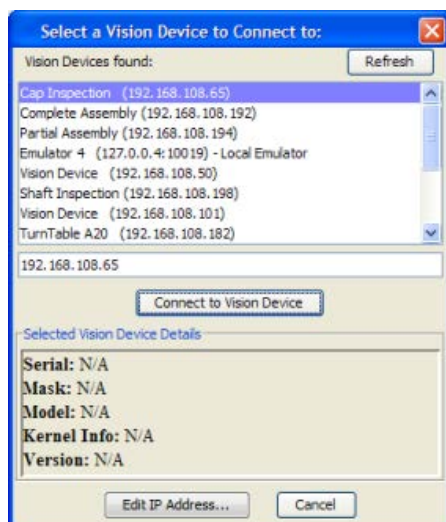 Select a Vision Device to Connect to:
Vision Devices found:
Refresh
Cap Inspection (192.168.108.65)
Complete Assembly (192.168.108.192)
Partial Assembly (192.168.108.194)
Emulator 4 (127.0.0.4:10019) - Local Emulator
Vision Device (192.168.108.50)
Shaft Inspection (192.168.108.198)
Vision Device (192.168.108.101)
TurnTable A20 (192.168.108.182)
192.168.108.65
Connect to Vision Device
Selected Vision Device Details
Serial: N/A
Mask: N/A
Model: N/A
Kernel Info: N/A
Version: N/A
Edit IP Address...
Cancel